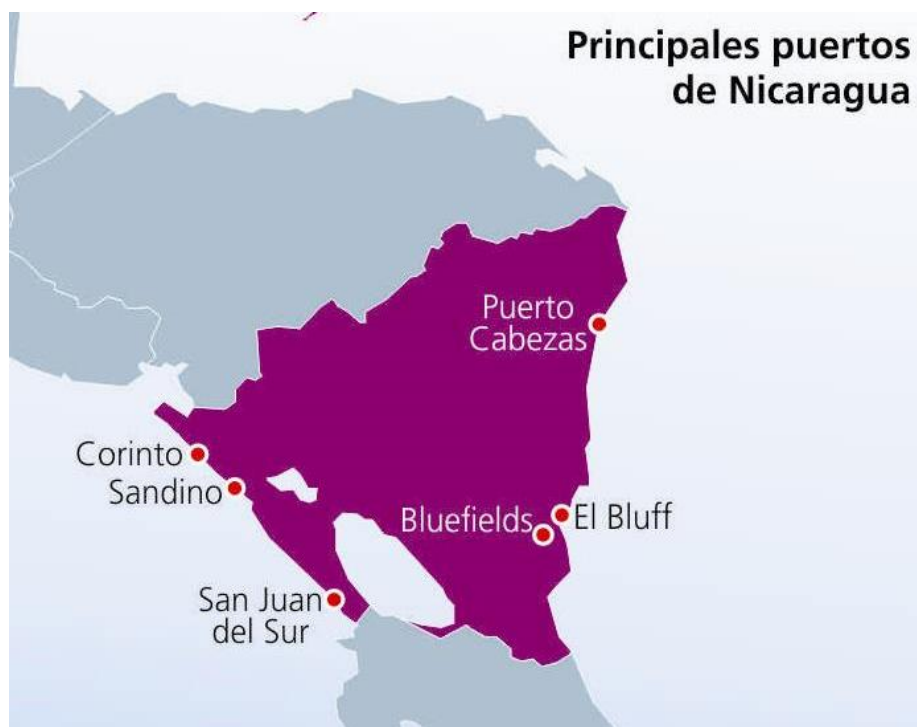 Principales puertos
de Nicaragua
Puerto
Cabezas
Corinto
Sandino
Bluefields
El Bluff
San Juan
del Sur